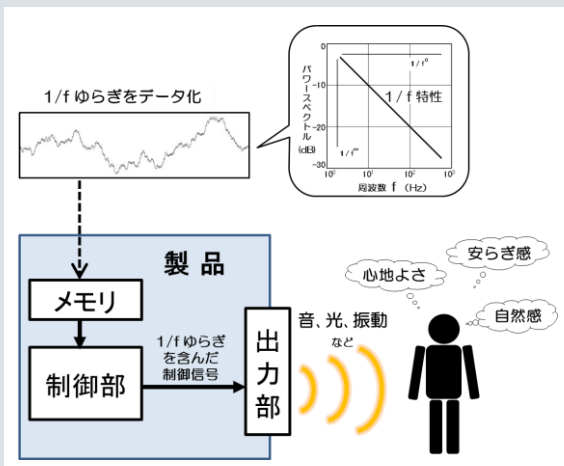 1/f ゆらぎをデータ化
パワースペクトル
(dB)
0
-10
-20
-30
1/f⁰
1/f 特性
1/f∞
10⁰
10¹
10²
10³
周波数 f (Hz)
製 品
メモリ
制御部
1/f ゆらぎ
を含んだ
制御信号
出力部
音、光、振動
など
心地よさ
安らぎ感
自然感